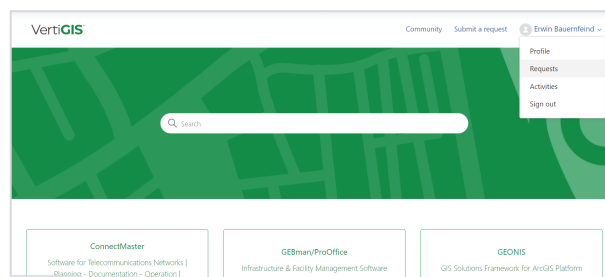 VertiGIS
Community Submit a request Erwin Bauernfeind
Profile
Requests
Activities
Sign out
Search
ConnectMaster
Software for Telecommunications Networks |
Planning - Documentation - Operation |
GEBman/ProOffice
Infrastructure & Facility Management Software
GEONIS
GIS Solutions Framework for ArcGIS Platform